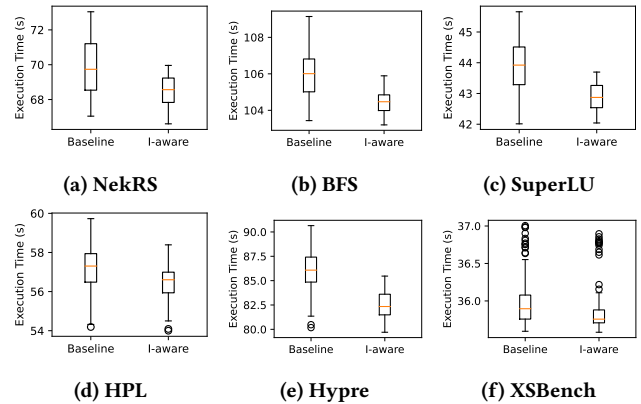 Execution Time (s)
72
70
68
Baseline I-aware
(a) NekRS
Execution Time (s)
108
106
104
Baseline I-aware
(b) BFS
Execution Time (s)
45
44
43
42
Baseline I-aware
(c) SuperLU
Execution Time (s)
60
58
56
54
Baseline I-aware
(d) HPL
Execution Time (s)
90.0
87.5
85.0
82.5
80.0
Baseline I-aware
(e) Hypre
Execution Time (s)
37.0
36.5
36.0
Baseline I-aware
(f) XSBench